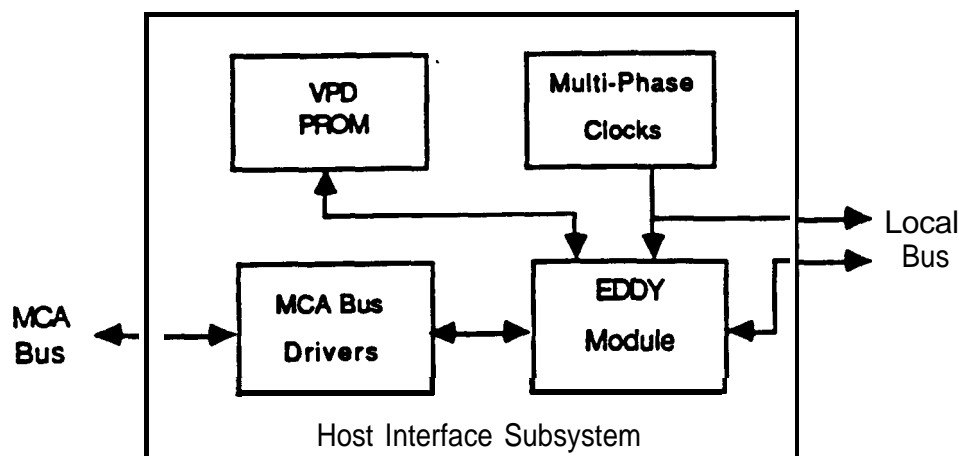 VPD
PROM
Multi-Phase
Clocks
Local
Bus
MCA
Bus
MCA Bus
Drivers
EDDY
Module
Host Interface Subsystem